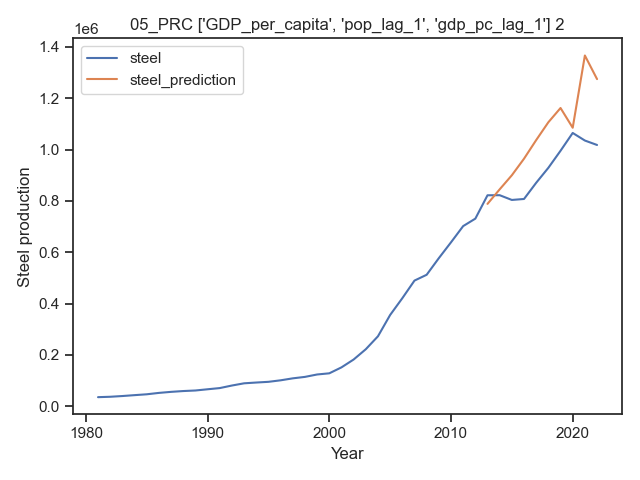 05_PRC ['GDP_per_capita', 'pop_lag_1', 'gdp_pc_lag_1'] 2
1e6
steel
steel_prediction
1.4
1.2
1.0
0.8
0.6
0.4
0.2
0.0
Steel production
1980
1990
2000
2010
2020
Year